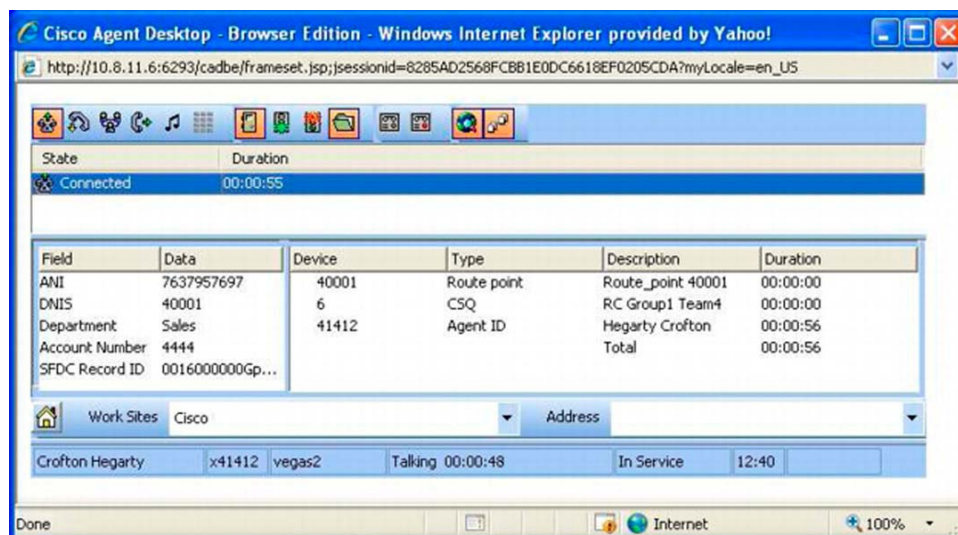 Cisco Agent Desktop - Browser Edition - Windows Internet Explorer provided by Yahoo!
http://10.8.11.6:6293/cadbe/frameset.jsp;jsessionid=8285AD2568FCBB1E0DC6618EF0205CDA?myLocale=en_US
State Duration
Connected 00:00:55
Field Data Device Type Description Duration
ANI 7637957697 40001 Route point Route_point 40001 00:00:00
DNIS 40001 6 CSQ RC Group1 Team4 00:00:00
Department Sales 41412 Agent ID Hegarty Crofton 00:00:56
Account Number 4444 Total 00:00:56
SFDC Record ID 0016000000Gp...
Work Sites Cisco Address
Crofton Hegarty x41412 vegas2 Talking 00:00:48 In Service 12:40
Done Internet 100%